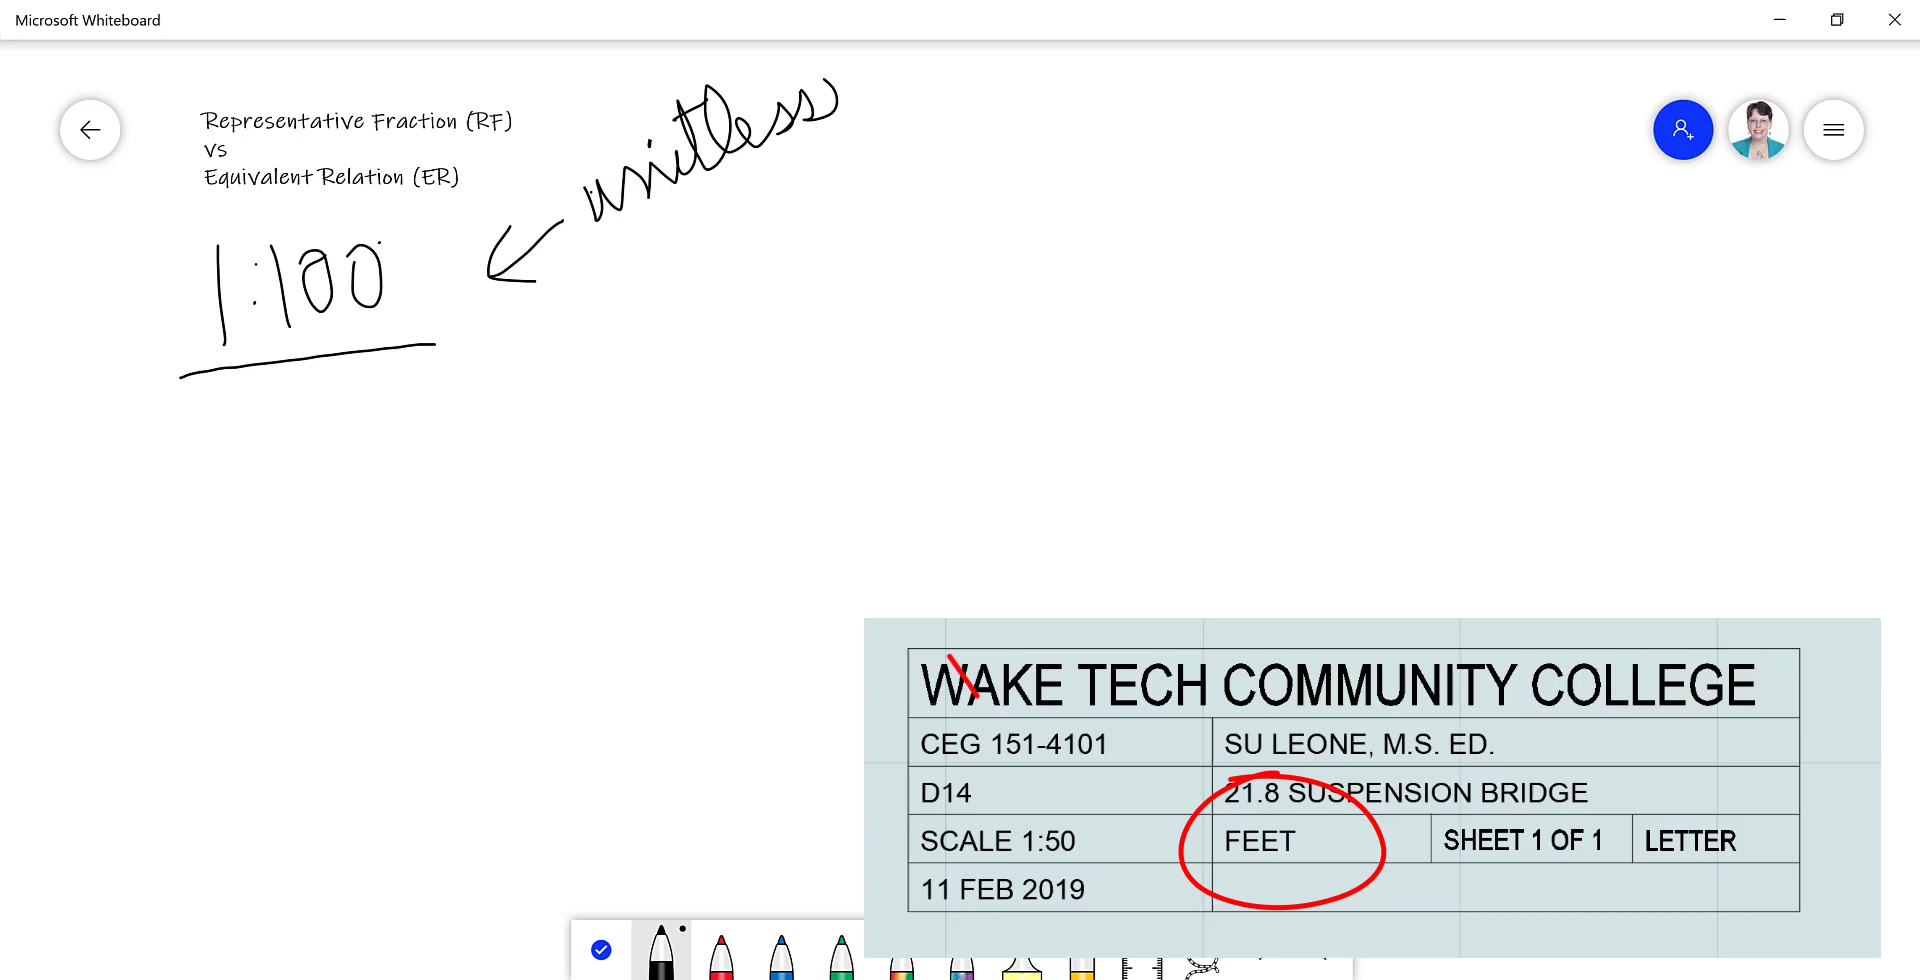 Microsoft Whiteboard
Representative Fraction (RF)
vs
Equivalent Relation (ER)
unitless
1:100
WAKE TECH COMMUNITY COLLEGE
CEG 151-4101 SU LEONE, M.S. ED.
D14 21.8 SUSPENSION BRIDGE
SCALE 1:50 FEET SHEET 1 OF 1 LETTER
11 FEB 2019